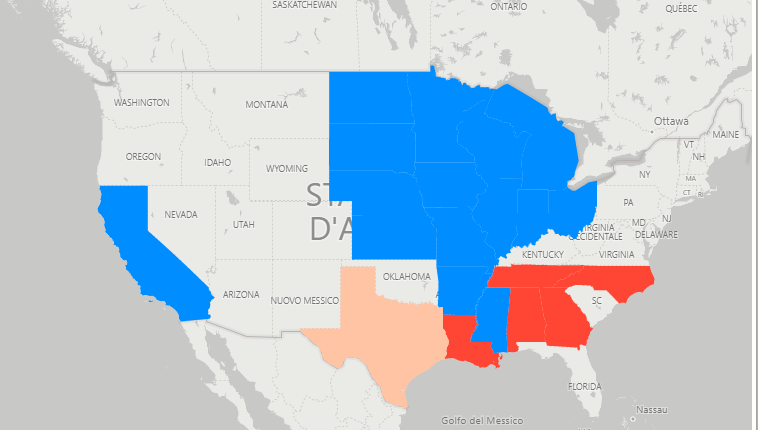 SASKATCHEWAN
ONTARIO
QUÉBEC
WASHINGTON
MONTANA
Ottawa
MAINE
OREGON
IDAHO
WYOMING
VT
NH
NY
MA
CT
RI
STA
D'A
NEVADA
UTAH
PA
NJ
MD
DELAWARE
VIRGINIA
OCCIDENTALE
KENTUCKY
VIRGINIA
ARIZONA
NUOVO MESSICO
OKLAHOMA
SC
FLORIDA
Golfo del Messico
Nassau